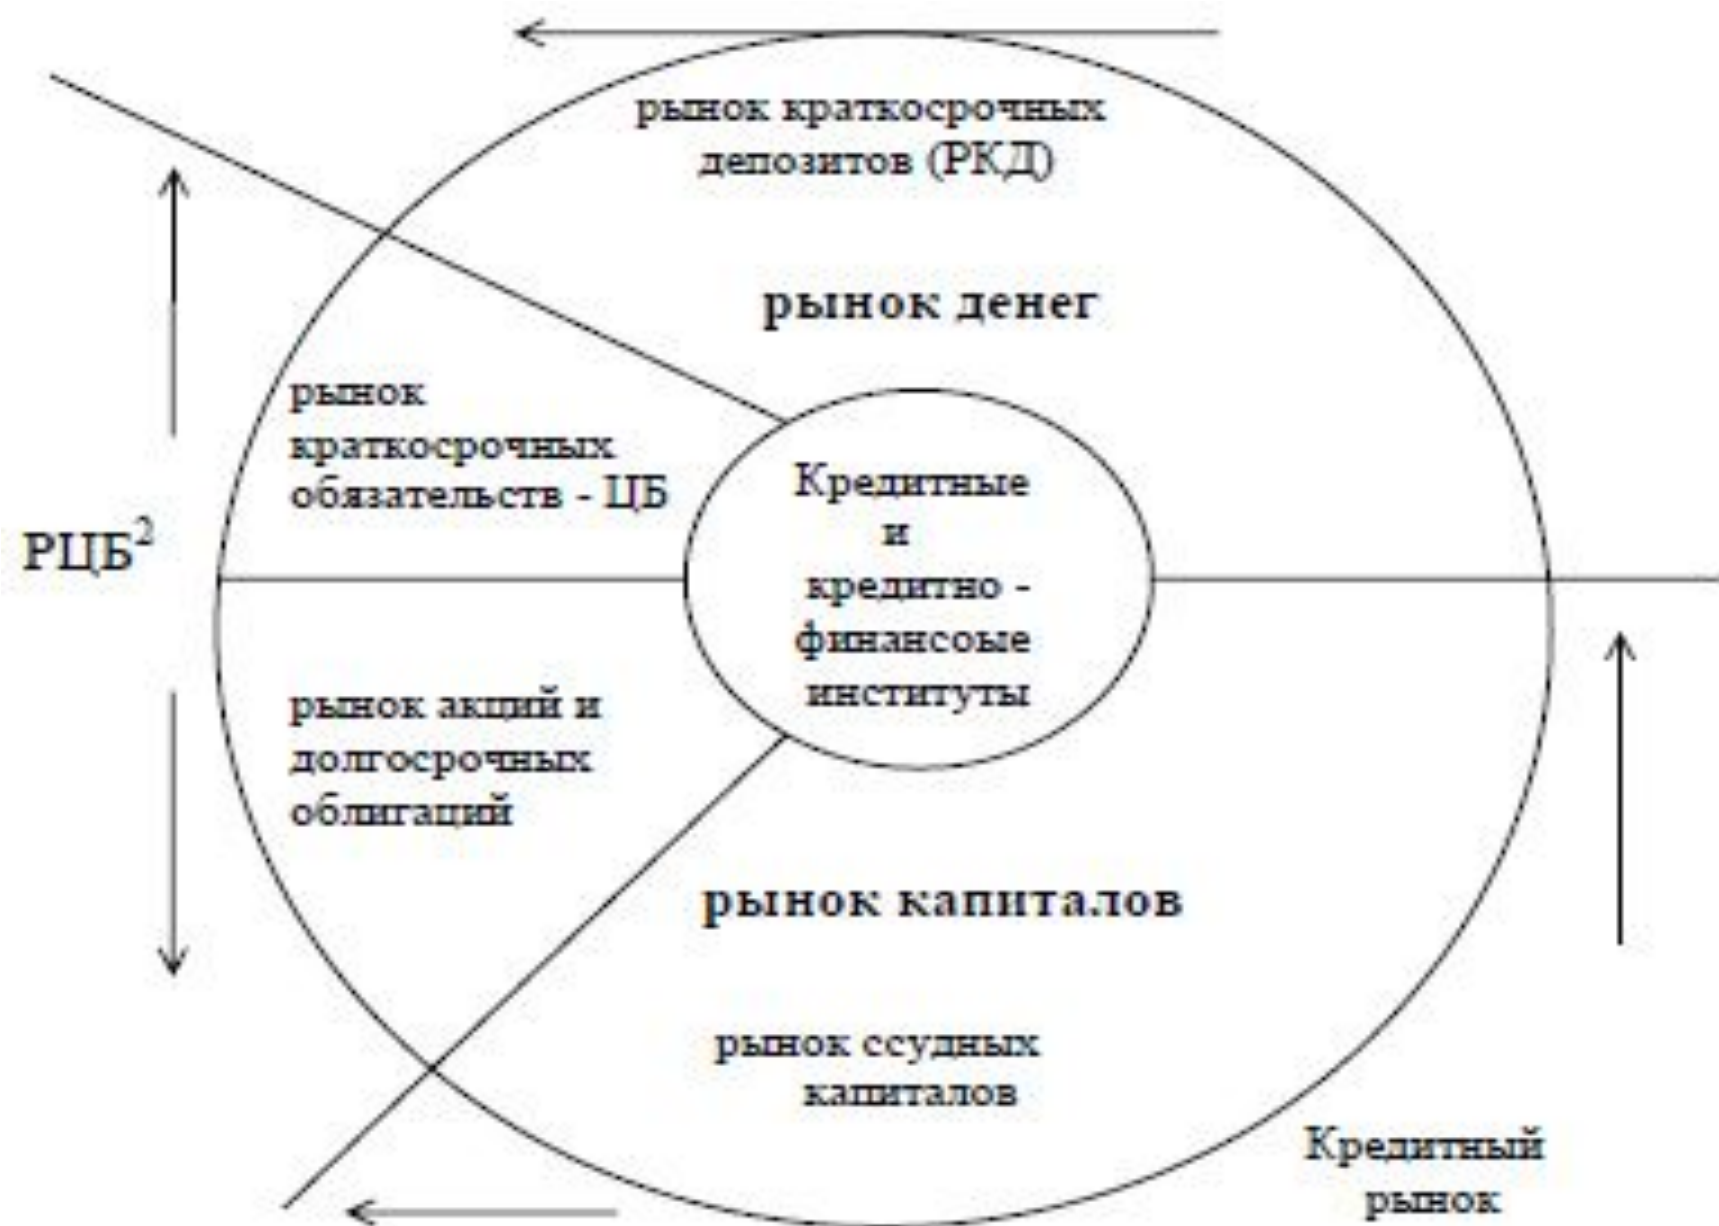 рынок краткосрочных
депозитов (РКД)
рынок денег
рынок
краткосрочных
обязательств - ЦБ
РЦБ²
Кредитные
и
кредитно -
финансоые
институты
рынок акций и
долгосрочных
облигаций
рынок капиталов
рынок ссудных
капиталов
Кредитный
рынок